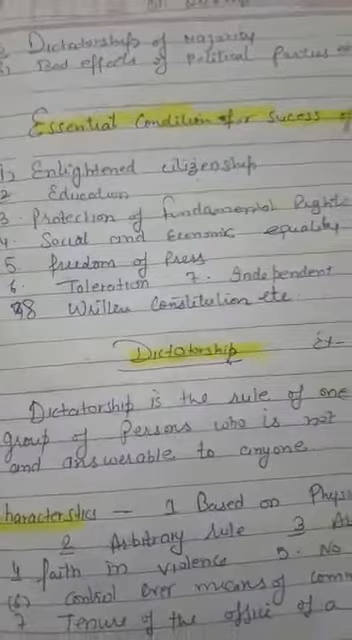 Dictatorship of Majority
Bad effects of political Parties
Essential Condition for Sucess of
1) Enlightened citizenship
2 Education
3. Protection of fundamental Rights
4. Social and Economic equality
5 freedom of Press
6. Toleration 7. Independent
8 Written Constitution etc.
Dictatorship
Dictatorship is the rule of one
group of Persons who is not
and answerable to anyone.
haracteristics — 1 Based on Physi
2 Arbitrary rule 3
4 faith in violence 5. No
(6) Control over means of comm
7 Tenure of the office of a